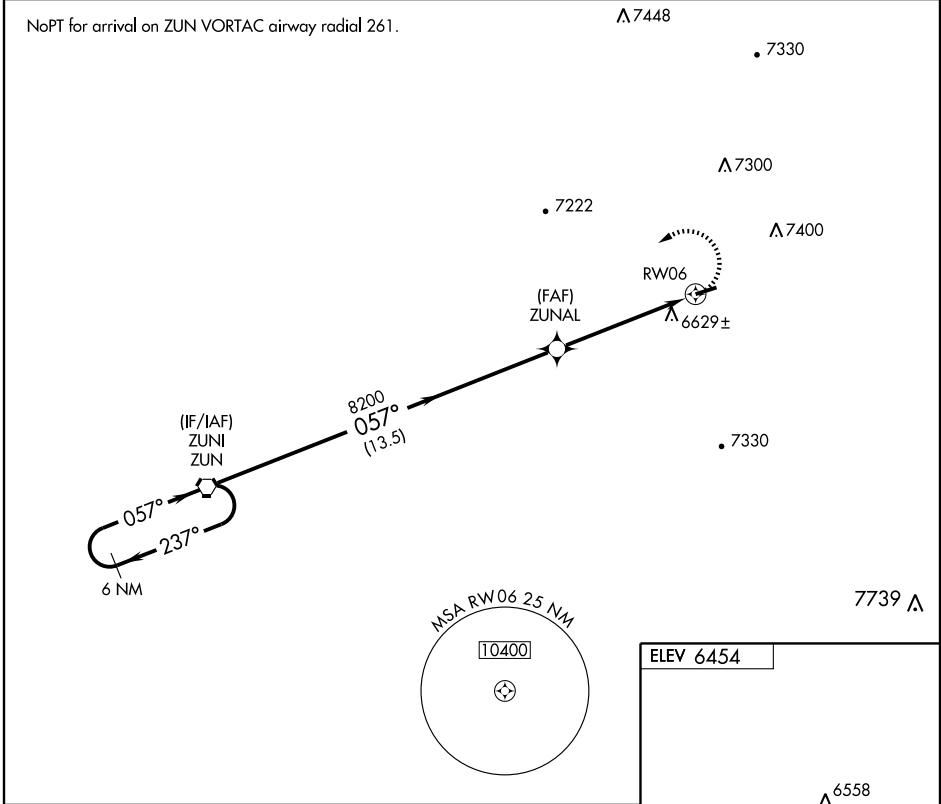 NoPT for arrival on ZUN VORTAC airway radial 261.
7448
7330
7300
7222
7400
RW06
(FAF)
ZUNAL
6629±
8200
057°
(13.5)
(IF/IAF)
ZUNI
ZUN
7330
057°
237°
6 NM
7739
MSA RW06 25 NM
10400
ELEV 6454
6558